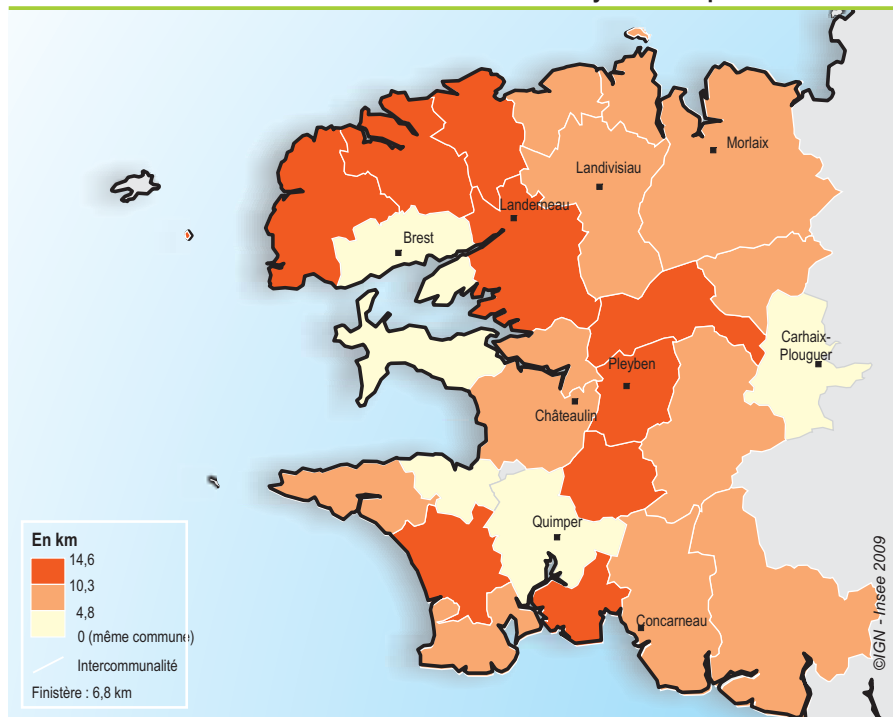 Morlaix
Landivisiau
Landerneau
Brest
Carhaix-
Plouguer
Pleyben
Châteaulin
Quimper
Concarneau
En km
14,6
10,3
4,8
0 (même commune)
Intercommunalité
Finistère : 6,8 km
©IGN - Insee 2009